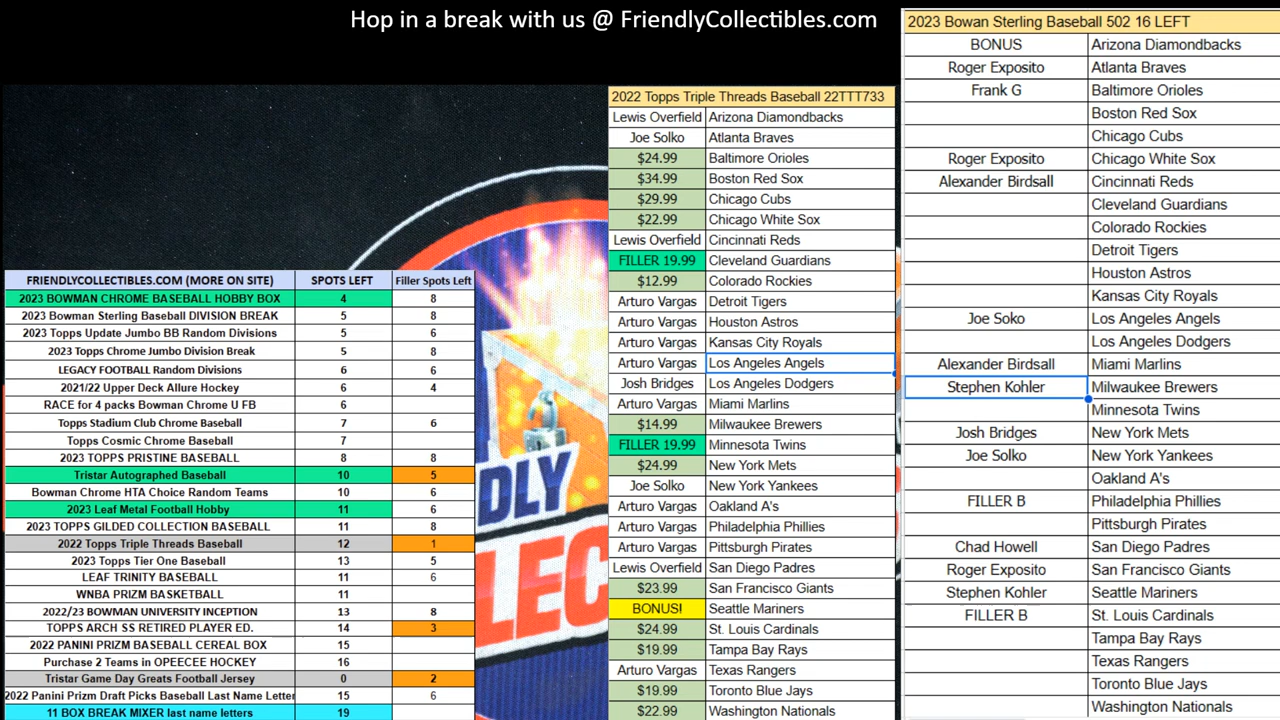 Hop in a break with us @ FriendlyCollectibles.com
FRIENDLYCOLLECTIBLES.COM (MORE ON SITE) SPOTS LEFT Filler Spots Left
2023 BOWMAN CHROME BASEBALL HOBBY BOX 4 8
2023 Bowman Sterling Baseball DIVISION BREAK 5 8
2023 Topps Update Jumbo BB Random Divisions 5 6
2023 Topps Chrome Jumbo Division Break 5 8
LEGACY FOOTBALL Random Divisions 6 6
2021/22 Upper Deck Allure Hockey 6 4
RACE for 4 packs Bowman Chrome U FB 6
Topps Stadium Club Chrome Baseball 7 6
Topps Cosmic Chrome Baseball 7
2023 TOPPS PRISTINE BASEBALL 8 8
Tristar Autographed Baseball 10 5
Bowman Chrome HTA Choice Random Teams 10 6
2023 Leaf Metal Football Hobby 11 6
2023 TOPPS GILDED COLLECTION BASEBALL 11 8
2022 Topps Triple Threads Baseball 12 1
2023 Topps Tier One Baseball 13 5
LEAF TRINITY BASEBALL 11 6
WNBA PRIZM BASKETBALL 11
2022/23 BOWMAN UNIVERSITY INCEPTION 13 8
TOPPS ARCH SS RETIRED PLAYER ED. 14 3
2022 PANINI PRIZM BASEBALL CEREAL BOX 15
Purchase 2 Teams in OPEECEE HOCKEY 16
Tristar Game Day Greats Football Jersey 0 2
2022 Panini Prizm Draft Picks Baseball Last Name Letter 15 6
11 BOX BREAK MIXER last name letters 19
DLY
LEC
2022 Topps Triple Threads Baseball 22TTT733
Lewis Overfield Arizona Diamondbacks
Joe Solko Atlanta Braves
$24.99 Baltimore Orioles
$34.99 Boston Red Sox
$29.99 Chicago Cubs
$22.99 Chicago White Sox
Lewis Overfield Cincinnati Reds
FILLER 19.99 Cleveland Guardians
$12.99 Colorado Rockies
Arturo Vargas Detroit Tigers
Arturo Vargas Houston Astros
Arturo Vargas Kansas City Royals
Arturo Vargas Los Angeles Angels
Josh Bridges Los Angeles Dodgers
Arturo Vargas Miami Marlins
$14.99 Milwaukee Brewers
FILLER 19.99 Minnesota Twins
$24.99 New York Mets
Joe Solko New York Yankees
Arturo Vargas Oakland A's
Arturo Vargas Philadelphia Phillies
Arturo Vargas Pittsburgh Pirates
Lewis Overfield San Diego Padres
$23.99 San Francisco Giants
BONUS! Seattle Mariners
$24.99 St. Louis Cardinals
$19.99 Tampa Bay Rays
Arturo Vargas Texas Rangers
$19.99 Toronto Blue Jays
$22.99 Washington Nationals
2023 Bowan Sterling Baseball 502 16 LEFT
BONUS Arizona Diamondbacks
Roger Exposito Atlanta Braves
Frank G Baltimore Orioles
Boston Red Sox
Chicago Cubs
Roger Exposito Chicago White Sox
Alexander Birdsall Cincinnati Reds
Cleveland Guardians
Colorado Rockies
Detroit Tigers
Houston Astros
Kansas City Royals
Joe Soko Los Angeles Angels
Los Angeles Dodgers
Alexander Birdsall Miami Marlins
Stephen Kohler Milwaukee Brewers
Minnesota Twins
Josh Bridges New York Mets
Joe Solko New York Yankees
Oakland A's
FILLER B Philadelphia Phillies
Pittsburgh Pirates
Chad Howell San Diego Padres
Roger Exposito San Francisco Giants
Stephen Kohler Seattle Mariners
FILLER B St. Louis Cardinals
Tampa Bay Rays
Texas Rangers
Toronto Blue Jays
Washington Nationals